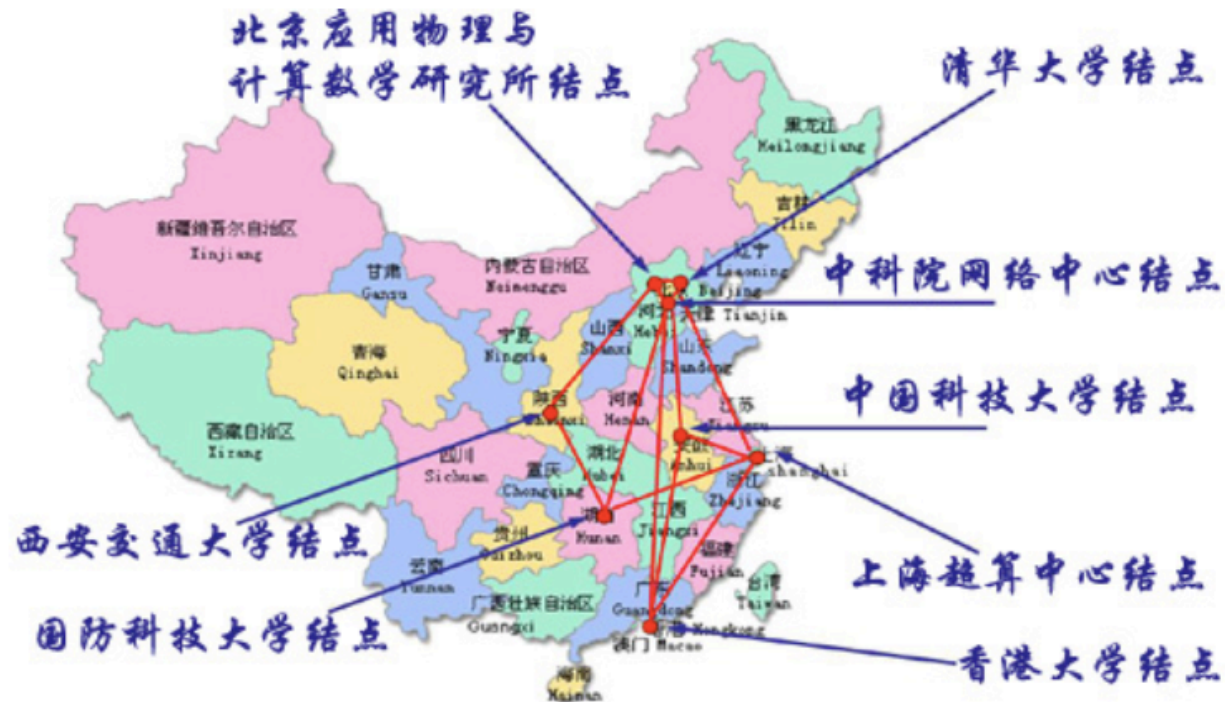 北京应用物理与
计算数学研究所结点
清华大学结点
黑龙江
Heilongjiang
吉林
Jilin
新疆维吾尔自治区
Xinjiang
甘肃
Gansu
内蒙古自治区
Neimenggu
辽宁
Liaoning
中科院网络中心结点
Beijing
河北
Hebei
天津 Tianjin
宁夏
Ningxia
山西
Shanxi
山东
Shandong
青海
Qinghai
陕西
Shaanxi
河南
Henan
江苏
Jiangsu
中国科技大学结点
西藏自治区
Xizang
四川
Sichuan
重庆
Chongqing
湖北
Hubei
安徽
Anhui
上海
shanghai
浙江
Zhejiang
西安交通大学结点
贵州
Guizhou
Hunan
江西
Jiangxi
福建
Fujian
上海超算中心结点
云南
Yunnan
广西壮族自治区
Guangxi
广东
Guangdong
台湾
Taiwan
国防科技大学结点
香港 Hongkong
澳门 Macao
香港大学结点
海南
Hainan